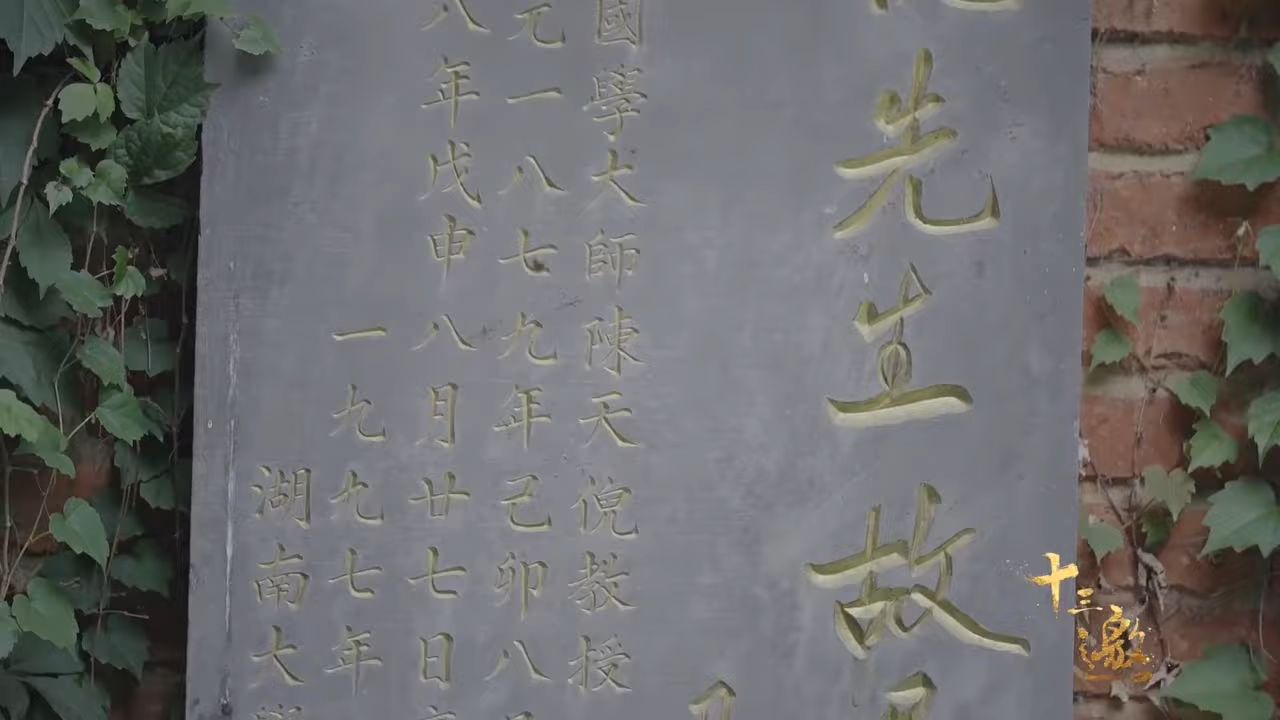 先生故
國學大師陳天倪教授
元一八七九年己卯八
八年戊申八月廿七日
一九九七年
湖南大
十三邀